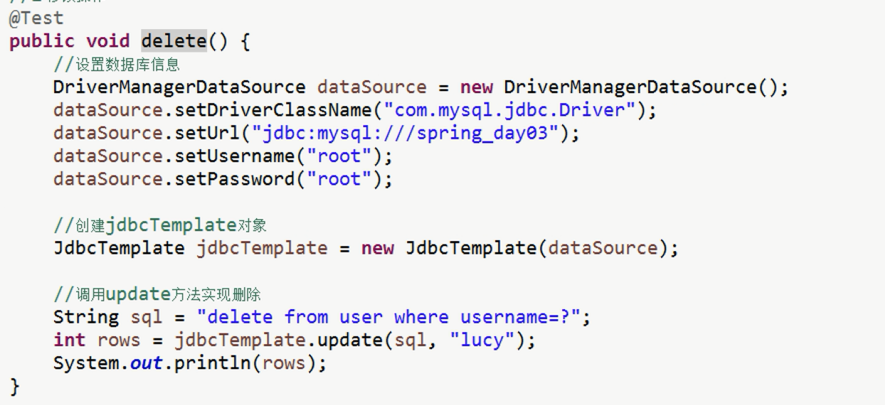 @Test
public void delete() {
    //设置数据库信息
    DriverManagerDataSource dataSource = new DriverManagerDataSource();
    dataSource.setDriverClassName("com.mysql.jdbc.Driver");
    dataSource.setUrl("jdbc:mysql:///spring_day03");
    dataSource.setUsername("root");
    dataSource.setPassword("root");
    //创建jdbcTemplate对象
    JdbcTemplate jdbcTemplate = new JdbcTemplate(dataSource);
    //调用update方法实现删除
    String sql = "delete from user where username=?";
    int rows = jdbcTemplate.update(sql, "lucy");
    System.out.println(rows);
}